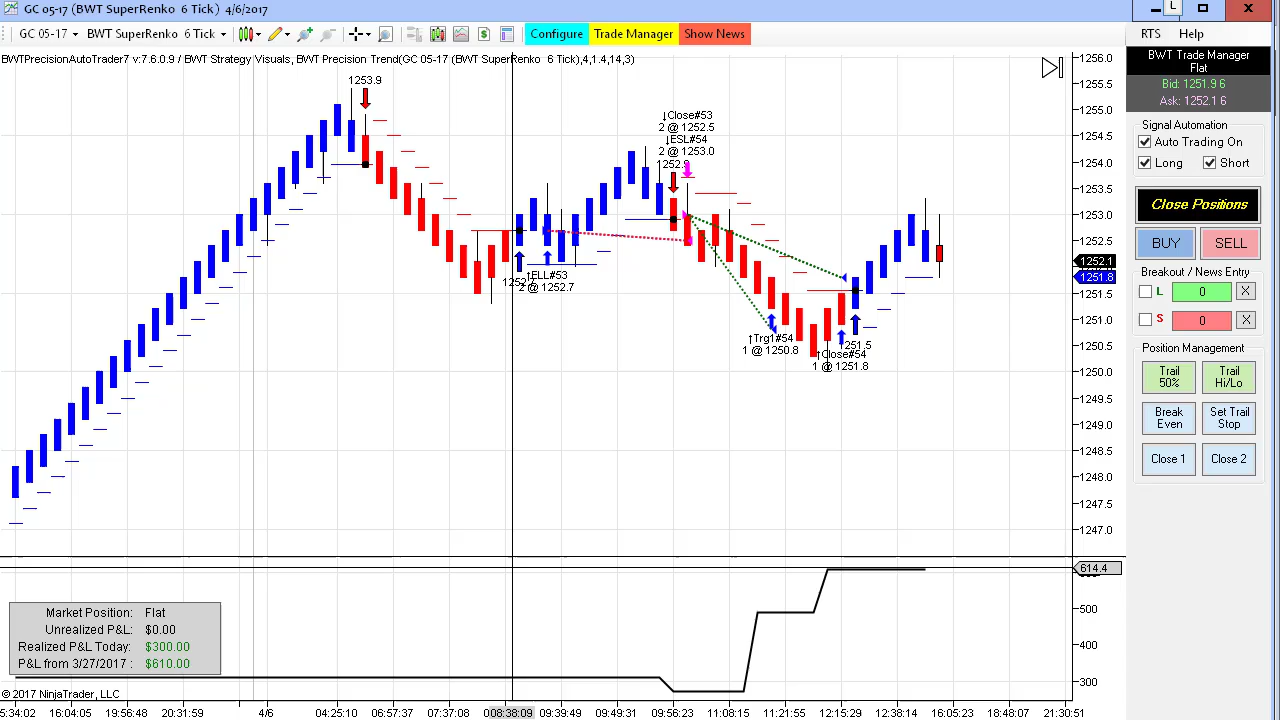 GC 05-17 (BWT SuperRenko 6 Tick) 4/6/2017
L
X
GC 05-17 BWT SuperRenko 6 Tick $ Configure Trade Manager Show News
RTS Help
BWTPrecisionAutoTrader7 v:7.6.0.9 / BWT Strategy Visuals, BWT Precision Trend(GC 05-17 (BWT SuperRenko 6 Tick),4,1.4,14,3)
BWT Trade Manager
Flat
Bid: 1251.9 6
Ask: 1252.1 6
Signal Automation
Auto Trading On
Long Short
Close Positions
BUY SELL
Breakout / News Entry
L 0 X
S 0 X
Position Management
Trail 50%
Trail Hi/Lo
Break Even
Set Trail Stop
Close 1 Close 2
1253.9
↓Close#53
2 @ 1252.5
↓ESL#54
2 @ 1253.0
1252.9
↑ELL#53
2 @ 1252.7
↑Trg1#54
1 @ 1250.8
1251.5
↑Close#54
1 @ 1251.8
1256.0
1255.0
1254.5
1254.0
1253.5
1252.1
1251.8
1251.5
1251.0
1250.5
1250.0
1249.5
1249.0
1248.5
1248.0
1247.5
1247.0
614.4
500
400
300
Market Position: Flat
Unrealized P&L: $0.00
Realized P&L Today: $300.00
P&L from 3/27/2017 : $610.00
© 2017 NinjaTrader, LLC
5:34:00 16:04:05 19:56:48 20:31:59 4/6 04:25:10 06:57:37 07:37:08 08:38:09 09:39:49 09:49:31 09:56:23 11:08:15 11:21:55 12:15:29 12:38:14 16:05:23 18:48:07 21:30:51